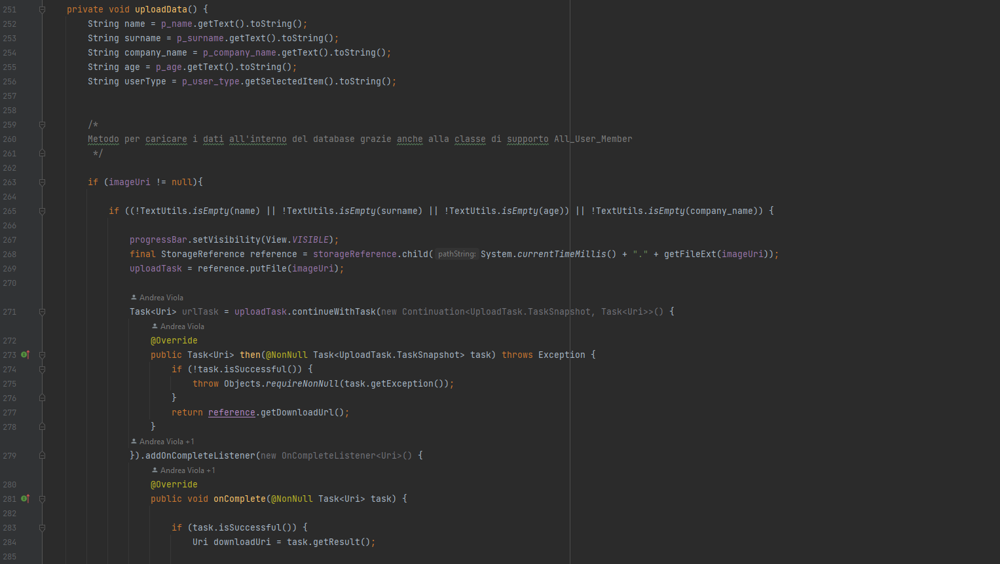 251 private void uploadData() {
252 String name = p_name.getText().toString();
253 String surname = p_surname.getText().toString();
254 String company_name = p_company_name.getText().toString();
255 String age = p_age.getText().toString();
256 String userType = p_user_type.getSelectedItem().toString();
257
258
259 /*
260 Metodo per caricare i dati all'interno del database grazie anche alla classe di supporto All_User_Member
261 */
262
263 if (imageUri != null){
264
265 if ((!TextUtils.isEmpty(name) || !TextUtils.isEmpty(surname) || !TextUtils.isEmpty(age)) || !TextUtils.isEmpty(company_name)) {
266
267 progressBar.setVisibility(View.VISIBLE);
268 final StorageReference reference = storageReference.child( pathString: System.currentTimeMillis() + "." + getFileExt(imageUri));
269 uploadTask = reference.putFile(imageUri);
270
Andrea Viola
271 Task<Uri> urlTask = uploadTask.continueWithTask(new Continuation<UploadTask.TaskSnapshot, Task<Uri>>() {
Andrea Viola
272 @Override
273 public Task<Uri> then(@NonNull Task<UploadTask.TaskSnapshot> task) throws Exception {
274 if (!task.isSuccessful()) {
275 throw Objects.requireNonNull(task.getException());
276 }
277 return reference.getDownloadUrl();
278 }
Andrea Viola +1
279 }).addOnCompleteListener(new OnCompleteListener<Uri>() {
Andrea Viola +1
280 @Override
281 public void onComplete(@NonNull Task<Uri> task) {
282
283 if (task.isSuccessful()) {
284 Uri downloadUri = task.getResult();
285